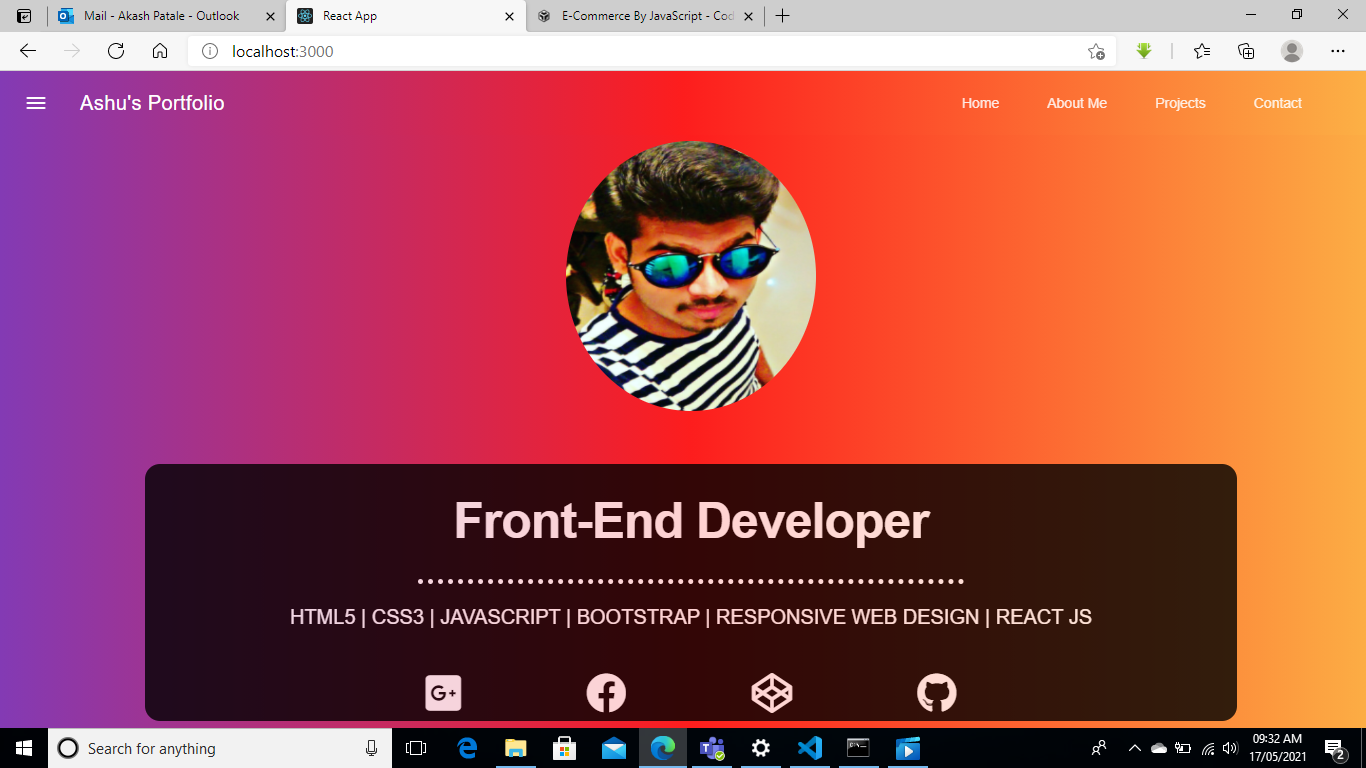 Mail - Akash Patale - Outlook
React App
E-Commerce By JavaScript - Cod
localhost:3000
Ashu's Portfolio
Home
About Me
Projects
Contact
Front-End Developer
HTML5 | CSS3 | JAVASCRIPT | BOOTSTRAP | RESPONSIVE WEB DESIGN | REACT JS
G+
Search for anything
09:32 AM
17/05/2021
2